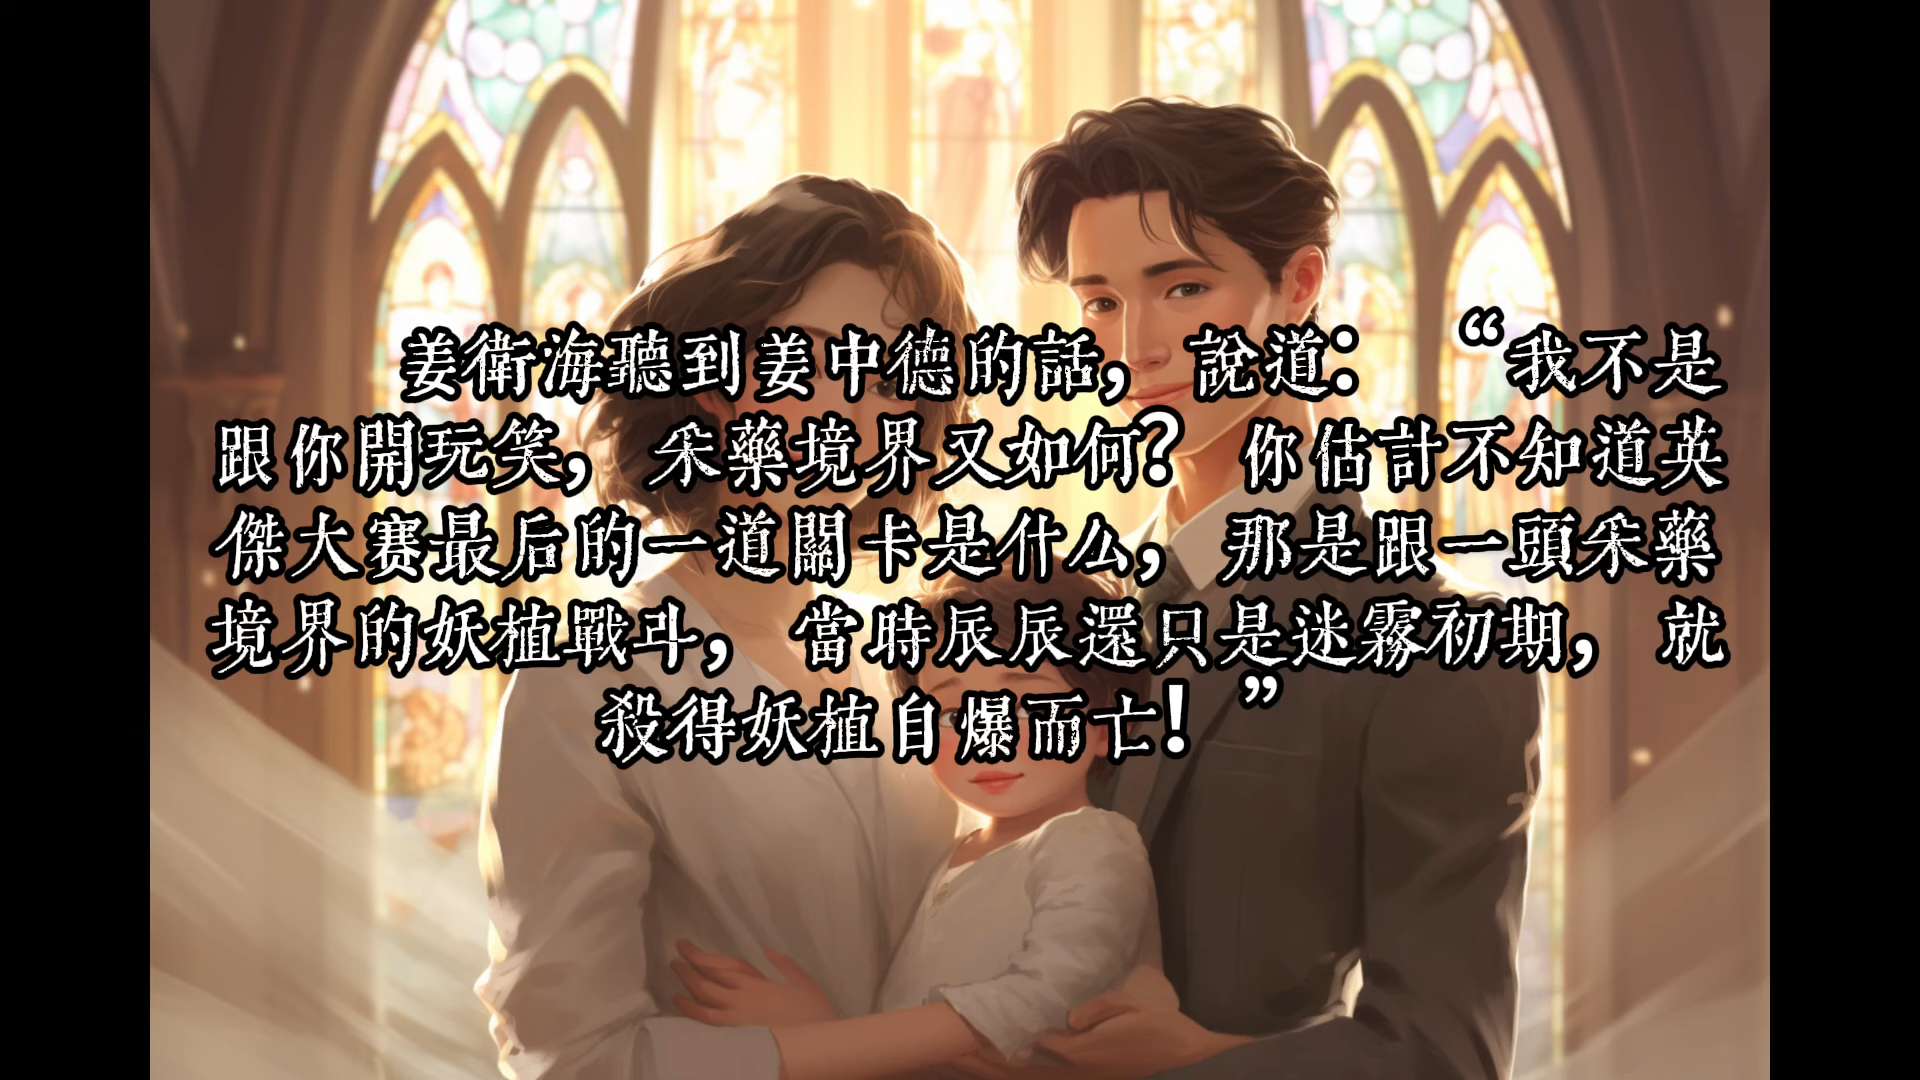 姜衛海聽到姜中德的話,說道:“我不是
跟你開玩笑,采藥境界又如何?你估計不知道英
傑大賽最后的一道關卡是什么,那是跟一頭采藥
境界的妖植戰斗,當時辰辰還只是迷霧初期,就
殺得妖植自爆而亡!”